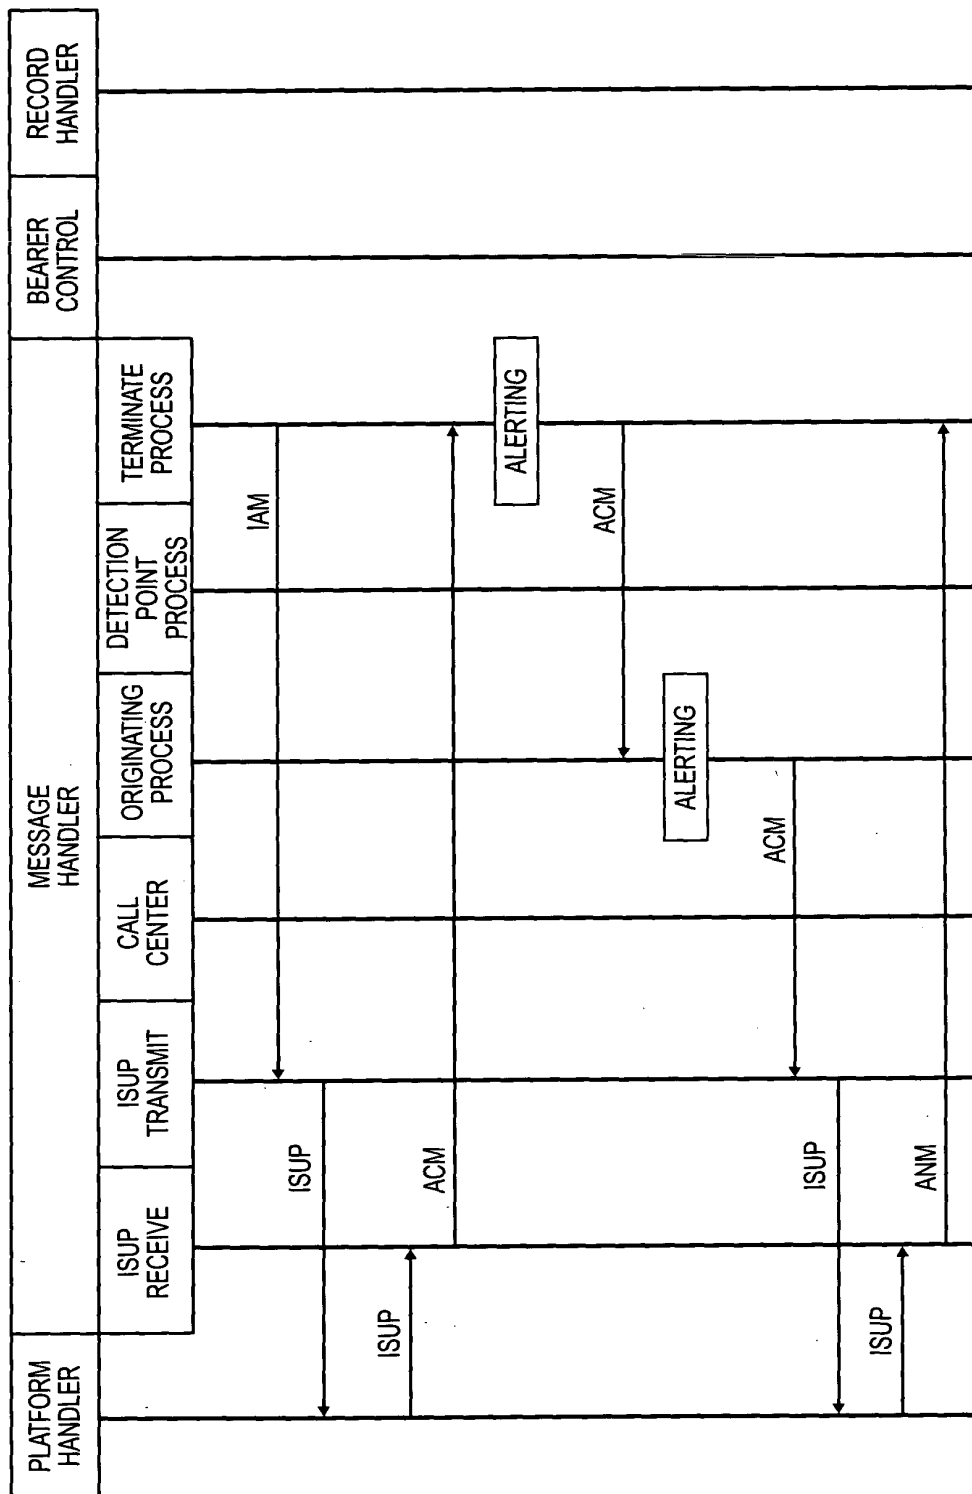 PLATFORM
HANDLER
MESSAGE
HANDLER
BEARER
CONTROL
RECORD
HANDLER
ISUP
RECEIVE
ISUP
TRANSMIT
CALL
CENTER
ORIGINATING
PROCESS
DETECTION
POINT
PROCESS
TERMINATE
PROCESS
IAM
ISUP
ISUP
ACM
ALERTING
ACM
ALERTING
ACM
ISUP
ISUP
ANM